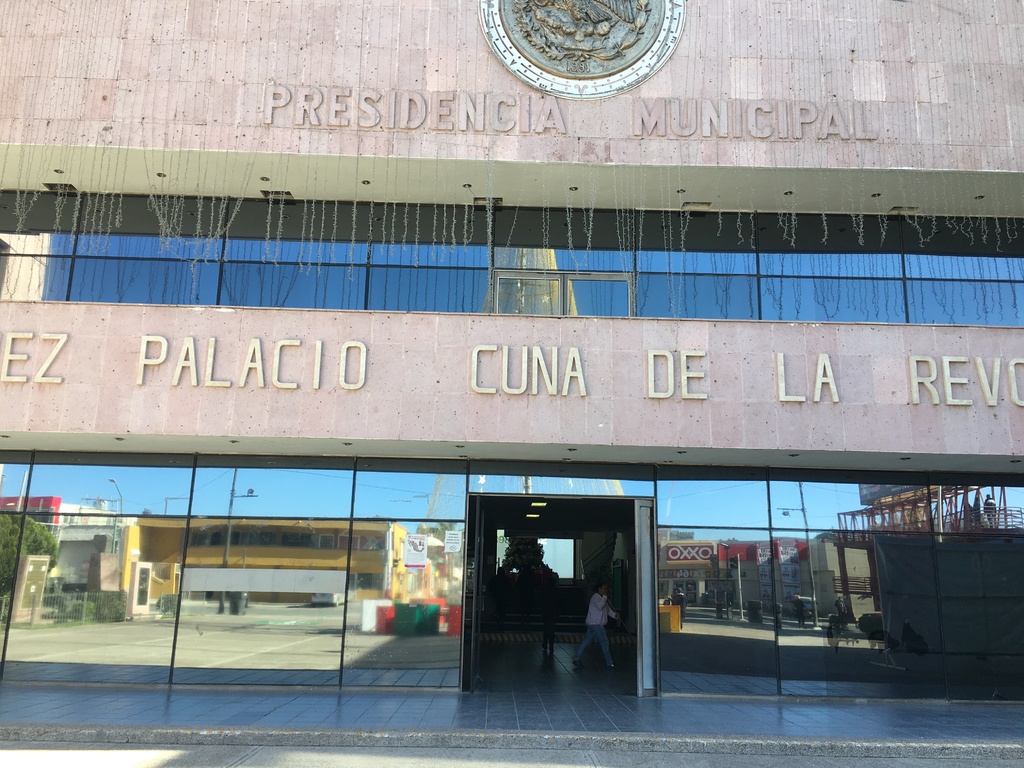 PRESIDENCIA MUNICIPAL
EZ PALACIO CUNA DE LA REVO
OXXO